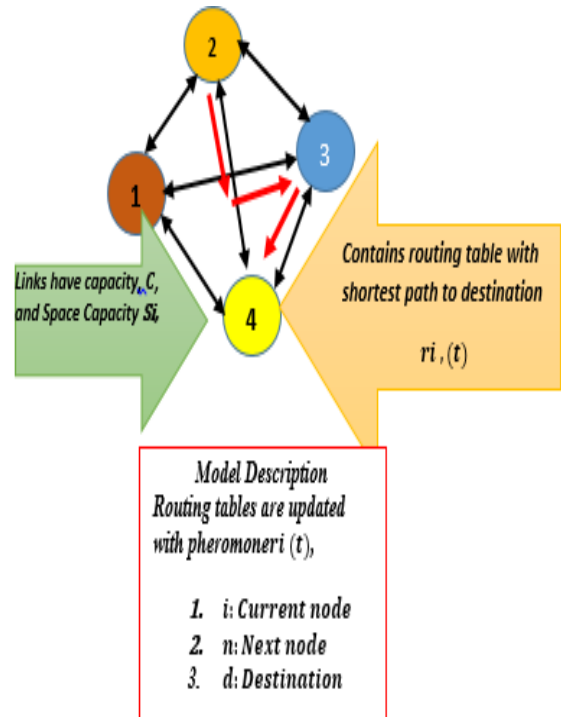 2
3
1
4
Links have capacity, C,
and Space Capacity Si,
Contains routing table with
shortest path to destination
ri , (t)
Model Description
Routing tables are updated
with pheromoneri (t),
1. i: Current node
2. n: Next node
3. d: Destination